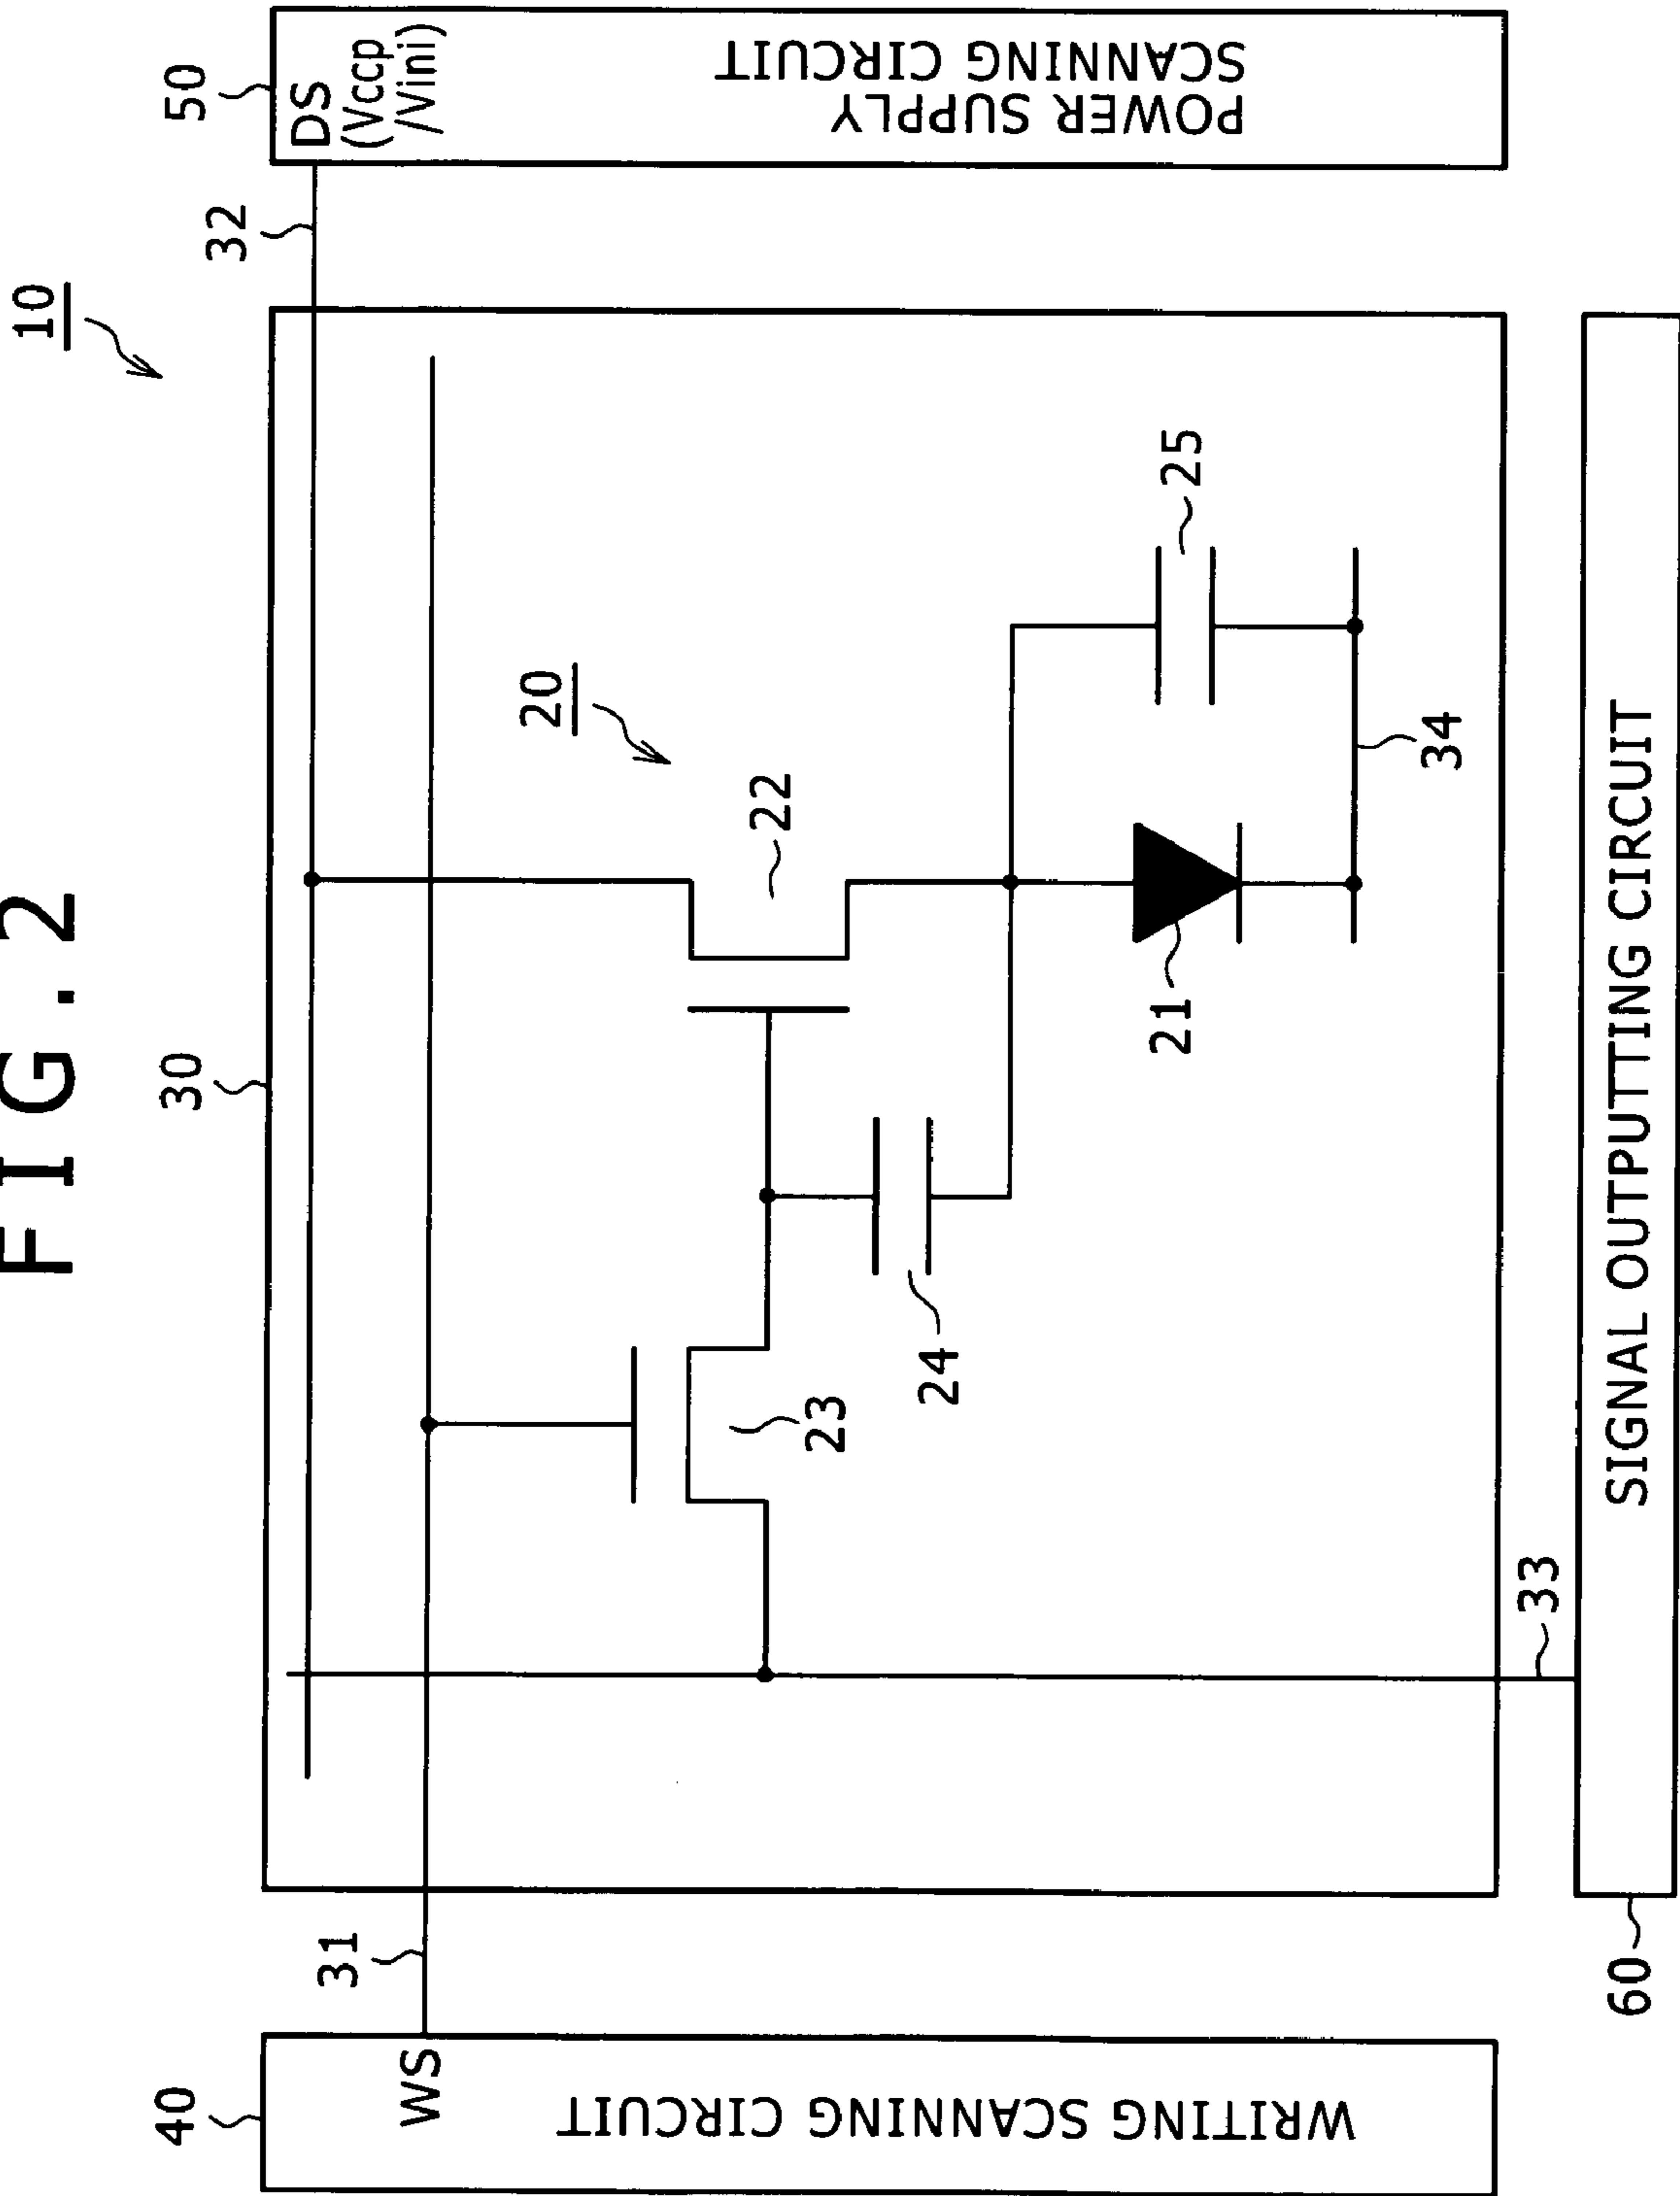 FIG.2
10
30
40
WS
31
WRITING SCANNING CIRCUIT
32
50
DS
(Vccp
/Vini)
POWER SUPPLY
SCANNING CIRCUIT
20
22
23
24
21
25
34
33
60
SIGNAL OUTPUTTING CIRCUIT